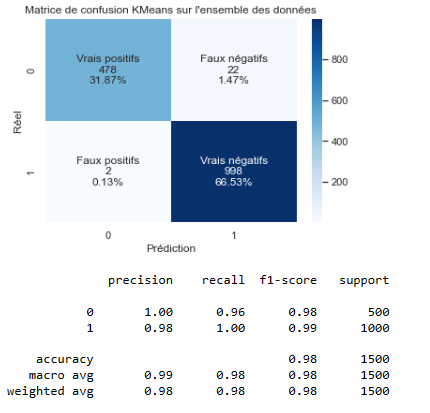 Matrice de confusion KMeans sur l'ensemble des données
Réel
0
Vrais positifs
478
31.87%
Faux négatifs
22
1.47%
1
Faux positifs
2
0.13%
Vrais négatifs
998
66.53%
0 1
Prédiction
800
600
400
200
precision recall f1-score support
0 1.00 0.96 0.98 500
1 0.98 1.00 0.99 1000
accuracy 0.98 1500
macro avg 0.99 0.98 0.98 1500
weighted avg 0.98 0.98 0.98 1500